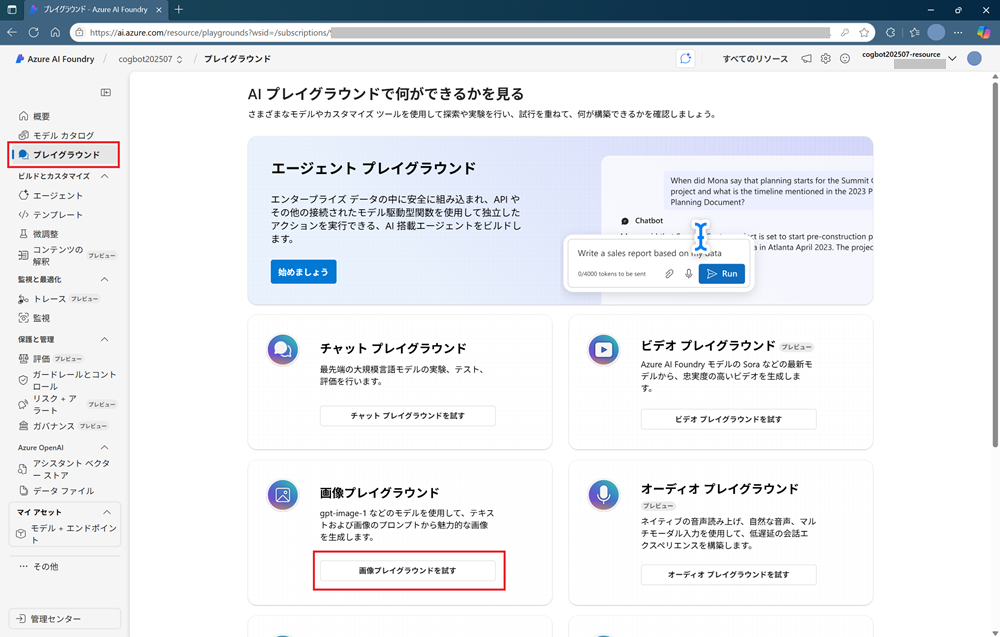 プレイグラウンド - Azure AI Foundry
https://ai.azure.com/resource/playgrounds?wsid=/subscriptions/
Azure AI Foundry / cogbot202507 / プレイグラウンド
すべてのリソース
cogbot202507-resource
概要
モデル カタログ
プレイグラウンド
ビルドとカスタマイズ
エージェント
テンプレート
微調整
コンテンツの
解釈 プレビュー
監視と最適化
トレース プレビュー
監視
保護と管理
評価 プレビュー
ガードレールとコント
ロール
リスク + ア
ラート プレビュー
ガバナンス プレビュー
Azure OpenAI
アシスタント ベクタ
ー ストア
データ ファイル
マイ アセット
モデル + エンドポイン
ト
その他
管理センター
AI プレイグラウンドで何ができるかを見る
さまざまなモデルやカスタマイズ ツールを使用して探索や実験を行い、試行を重ねて、何が構築できるかを確認しましょう。
エージェント プレイグラウンド
エンタープライズ データの中に安全に組み込まれ、API や
その他の接続されたモデル駆動型関数を使用して独立した
アクションを実行できる、AI 搭載エージェントをビルドしま
す。
始めましょう
When did Mona say that planning starts for the Summit C
project and what is the timeline mentioned in the 2023 P
Planning Document?
Chatbot
ct is set to start pre-construction p
a in Atlanta April 2023. The projec
Write a sales report based on my data
0/4000 tokens to be sent
Run
チャット プレイグラウンド
最先端の大規模言語モデルの実験、テスト、
評価を行います。
チャット プレイグラウンドを試す
ビデオ プレイグラウンド プレビュー
Azure AI Foundry モデルの Sora などの最新モ
デルから、忠実度の高いビデオを生成しま
す。
ビデオ プレイグラウンドを試す
画像プレイグラウンド
gpt-image-1 などのモデルを使用して、テキス
トおよび画像のプロンプトから魅力的な画像
を生成します。
画像プレイグラウンドを試す
オーディオ プレイグラウンド
プレビュー
ネイティブの音声読み上げ、自然な音声、マル
チモーダル入力を使用して、低遅延の会話エ
クスペリエンスを構築します。
オーディオ プレイグラウンドを試す